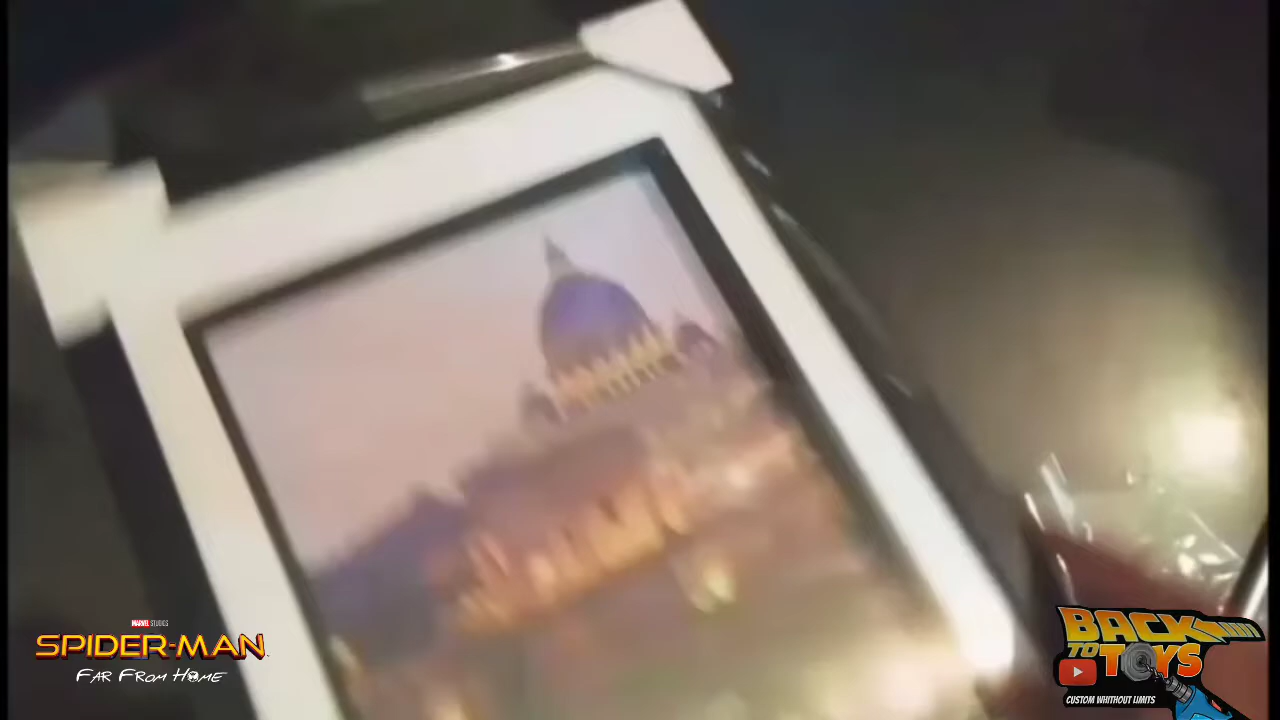 MARVEL STUDIOS
SPIDER-MAN
FAR FROM HOME
BACK
TO TOYS
CUSTOM WHITHOUT LIMITS